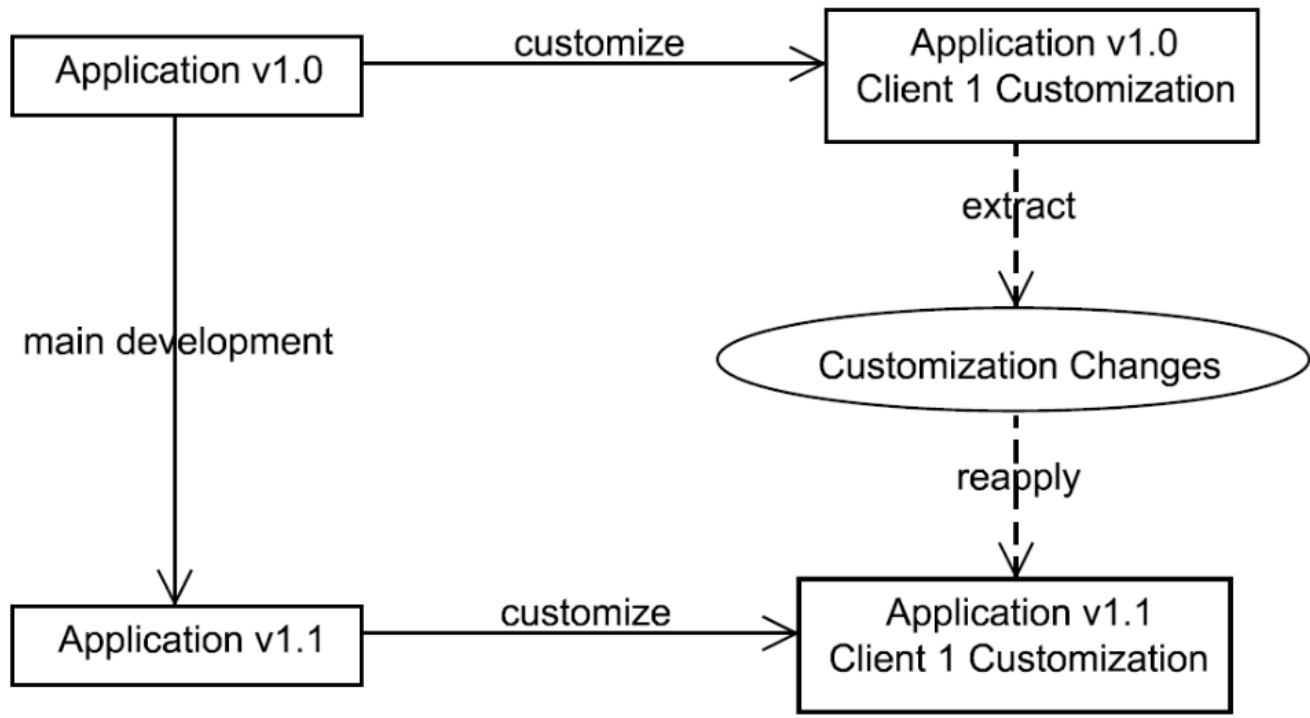 Application v1.0
customize
Application v1.0
Client 1 Customization
extract
main development
Customization Changes
reapply
Application v1.1
customize
Application v1.1
Client 1 Customization